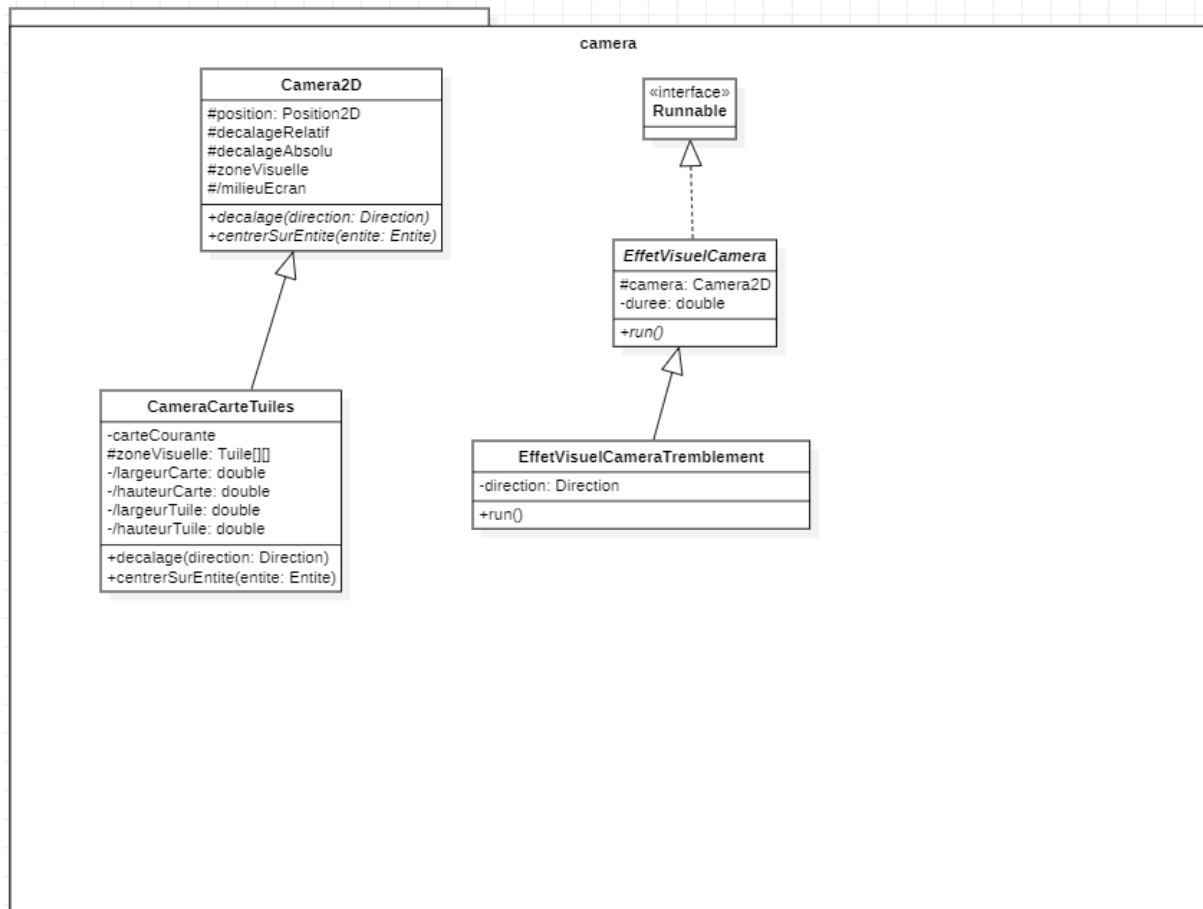 camera
Camera2D
#position: Position2D
#decalageRelatif
#decalageAbsolu
#zoneVisuelle
#/milieuEcran
+decalage(direction: Direction)
+centrerSurEntite(entite: Entite)
«interface»
Runnable
EffetVisuelCamera
#camera: Camera2D
-duree: double
+run()
CameraCarteTuiles
-carteCourante
#zoneVisuelle: Tuile[][]
-/largeurCarte: double
-/hauteurCarte: double
-/largeurTuile: double
-/hauteurTuile: double
+decalage(direction: Direction)
+centrerSurEntite(entite: Entite)
EffetVisuelCameraTremblement
-direction: Direction
+run()